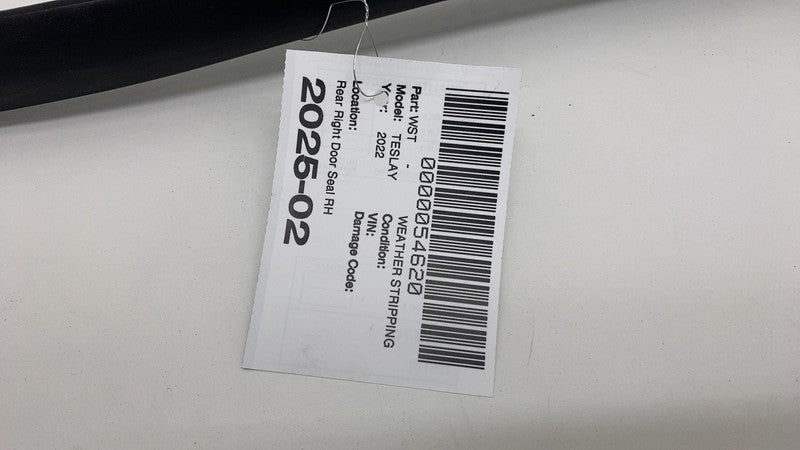 0000054620
Part: WST - WEATHER STRIPPING
Model: TESLAY Condition:
Year: 2022 VIN:
Location: Damage Code:
Rear Right Door Seal RH
2025-02